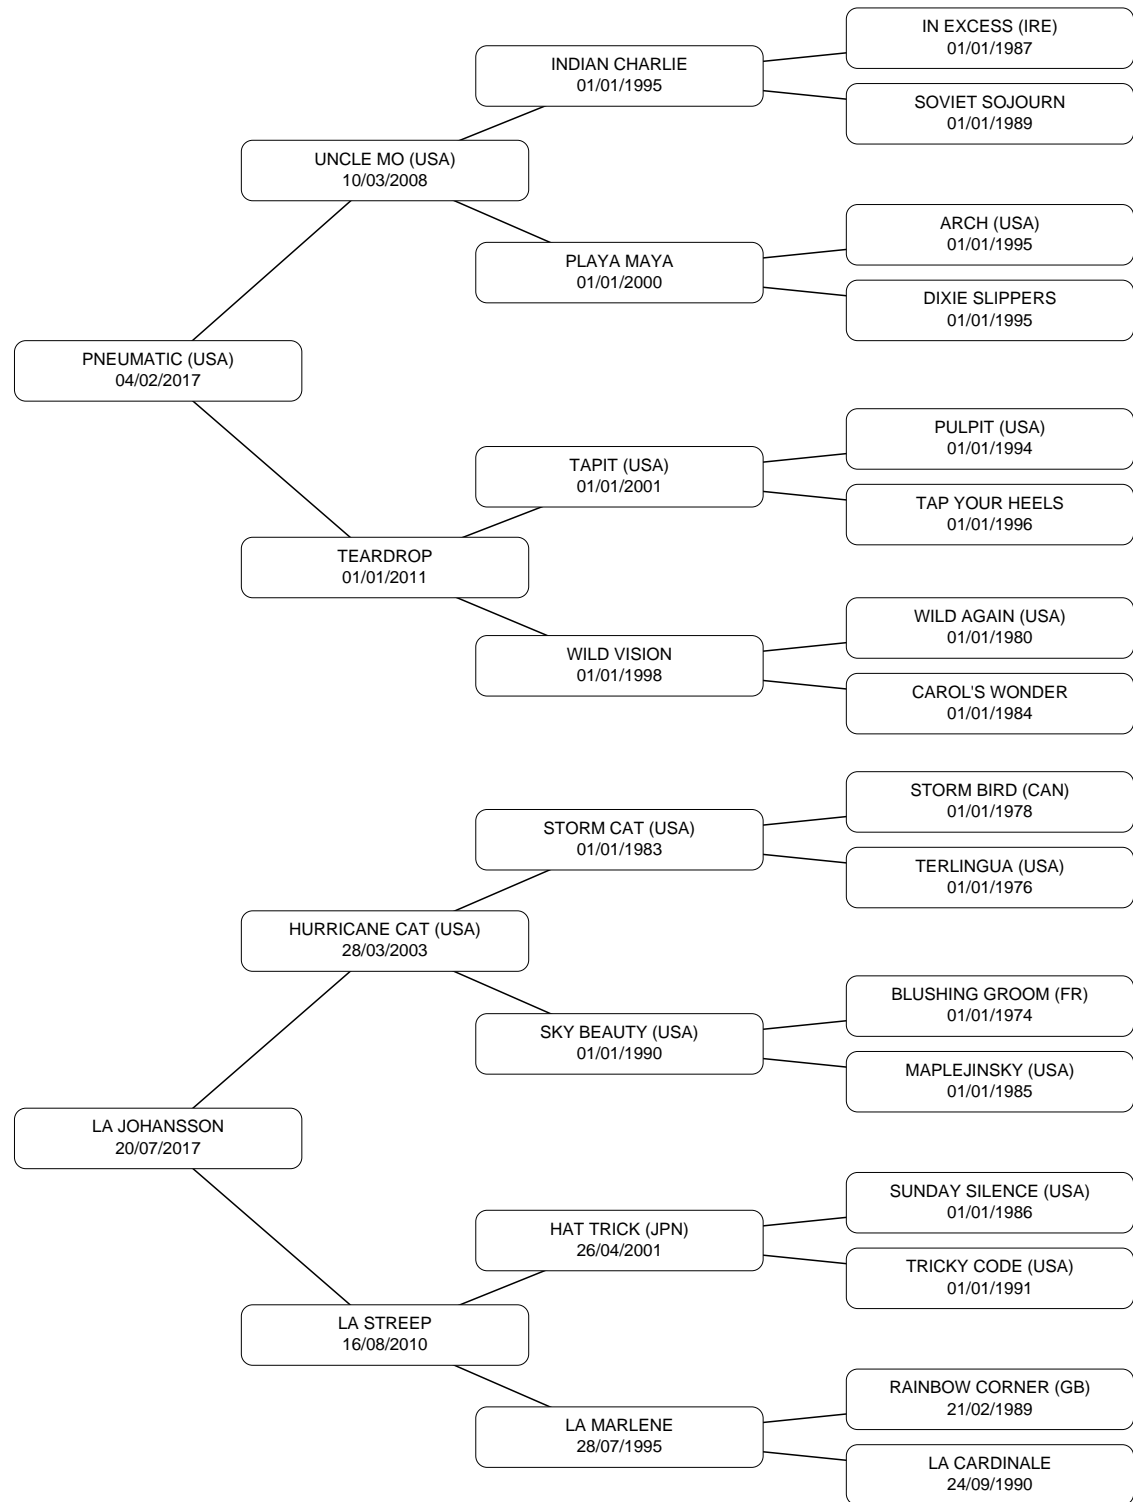 IN EXCESS (IRE)
01/01/1987
INDIAN CHARLIE
01/01/1995
SOVIET SOJOURN
01/01/1989
UNCLE MO (USA)
10/03/2008
ARCH (USA)
01/01/1995
PLAYA MAYA
01/01/2000
DIXIE SLIPPERS
01/01/1995
PNEUMATIC (USA)
04/02/2017
PULPIT (USA)
01/01/1994
TAPIT (USA)
01/01/2001
TAP YOUR HEELS
01/01/1996
TEARDROP
01/01/2011
WILD AGAIN (USA)
01/01/1980
WILD VISION
01/01/1998
CAROL'S WONDER
01/01/1984
STORM BIRD (CAN)
01/01/1978
STORM CAT (USA)
01/01/1983
TERLINGUA (USA)
01/01/1976
HURRICANE CAT (USA)
28/03/2003
BLUSHING GROOM (FR)
01/01/1974
SKY BEAUTY (USA)
01/01/1990
MAPLEJINSKY (USA)
01/01/1985
LA JOHANSSON
20/07/2017
SUNDAY SILENCE (USA)
01/01/1986
HAT TRICK (JPN)
26/04/2001
TRICKY CODE (USA)
01/01/1991
LA STREEP
16/08/2010
RAINBOW CORNER (GB)
21/02/1989
LA MARLENE
28/07/1995
LA CARDINALE
24/09/1990